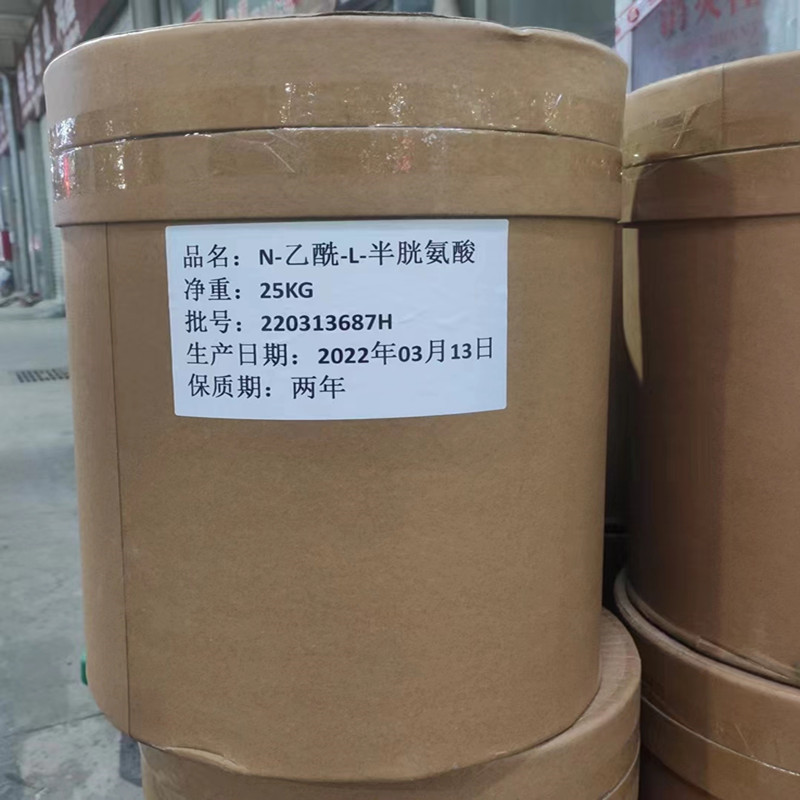 品名：N-乙酰-L-半胱氨酸
净重：25KG
批号：220313687H
生产日期：2022年03月13日
保质期：两年